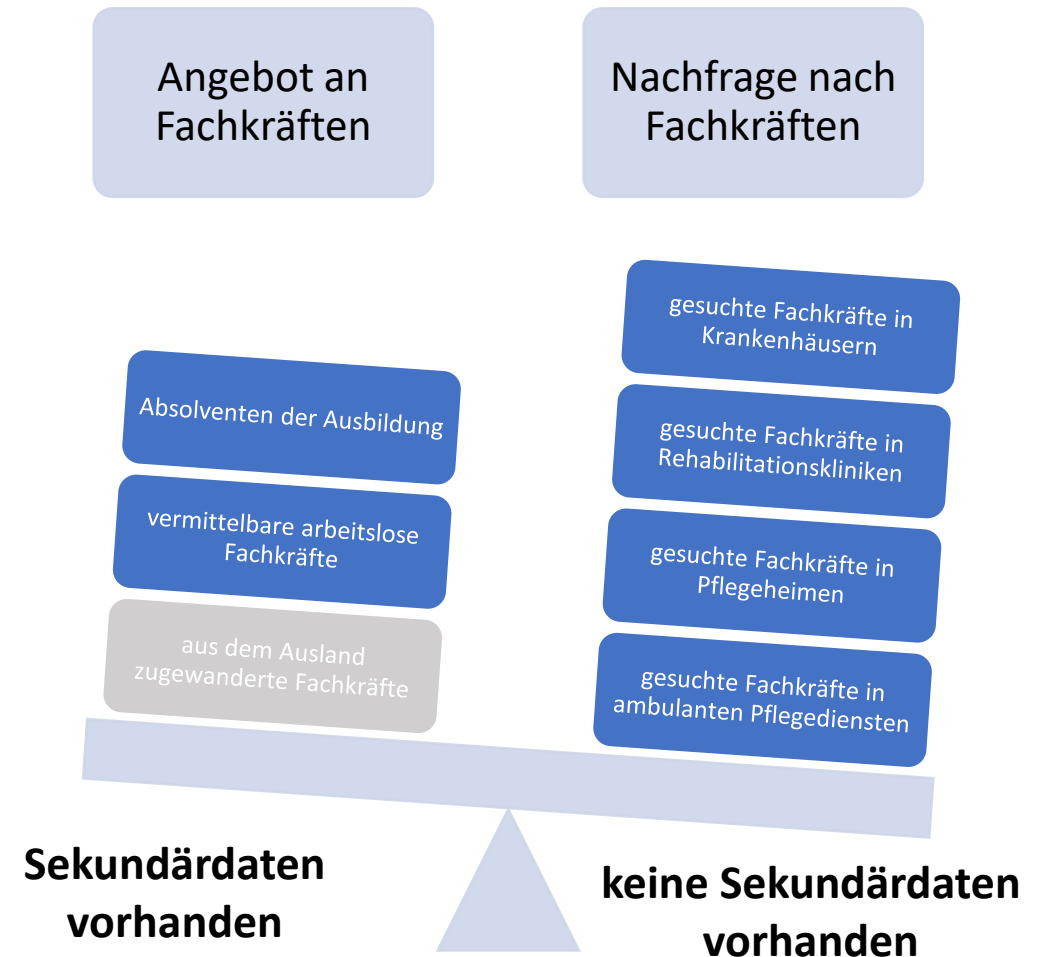 Angebot an
Fachkräften
Nachfrage nach
Fachkräften
Absolventen der Ausbildung
vermittelbare arbeitslose
Fachkräfte
aus dem Ausland
zugewanderte Fachkräfte
gesuchte Fachkräfte in
Krankenhäusern
gesuchte Fachkräfte in
Rehabilitationskliniken
gesuchte Fachkräfte in
Pflegeheimen
gesuchte Fachkräfte in
ambulanten Pflegediensten
Sekundärdaten
vorhanden
keine Sekundärdaten
vorhanden